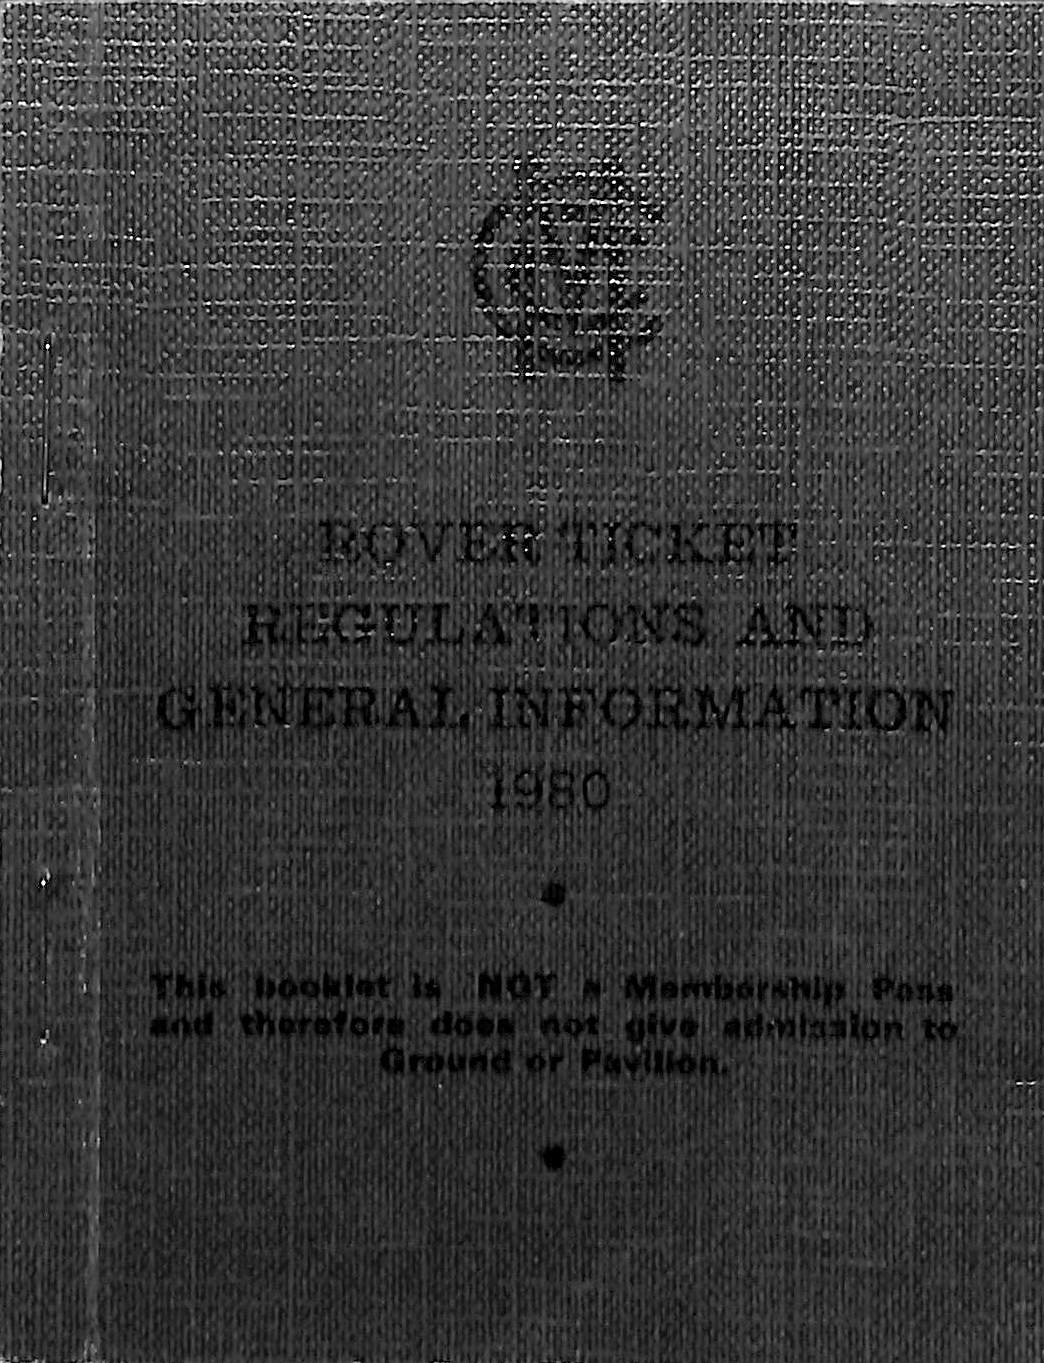 ROVER TICKET
REGULATIONS AND
GENERAL INFORMATION
1980
This booklet is NOT a Membership Pass
and therefore does not give admission to
Ground or Pavilion.